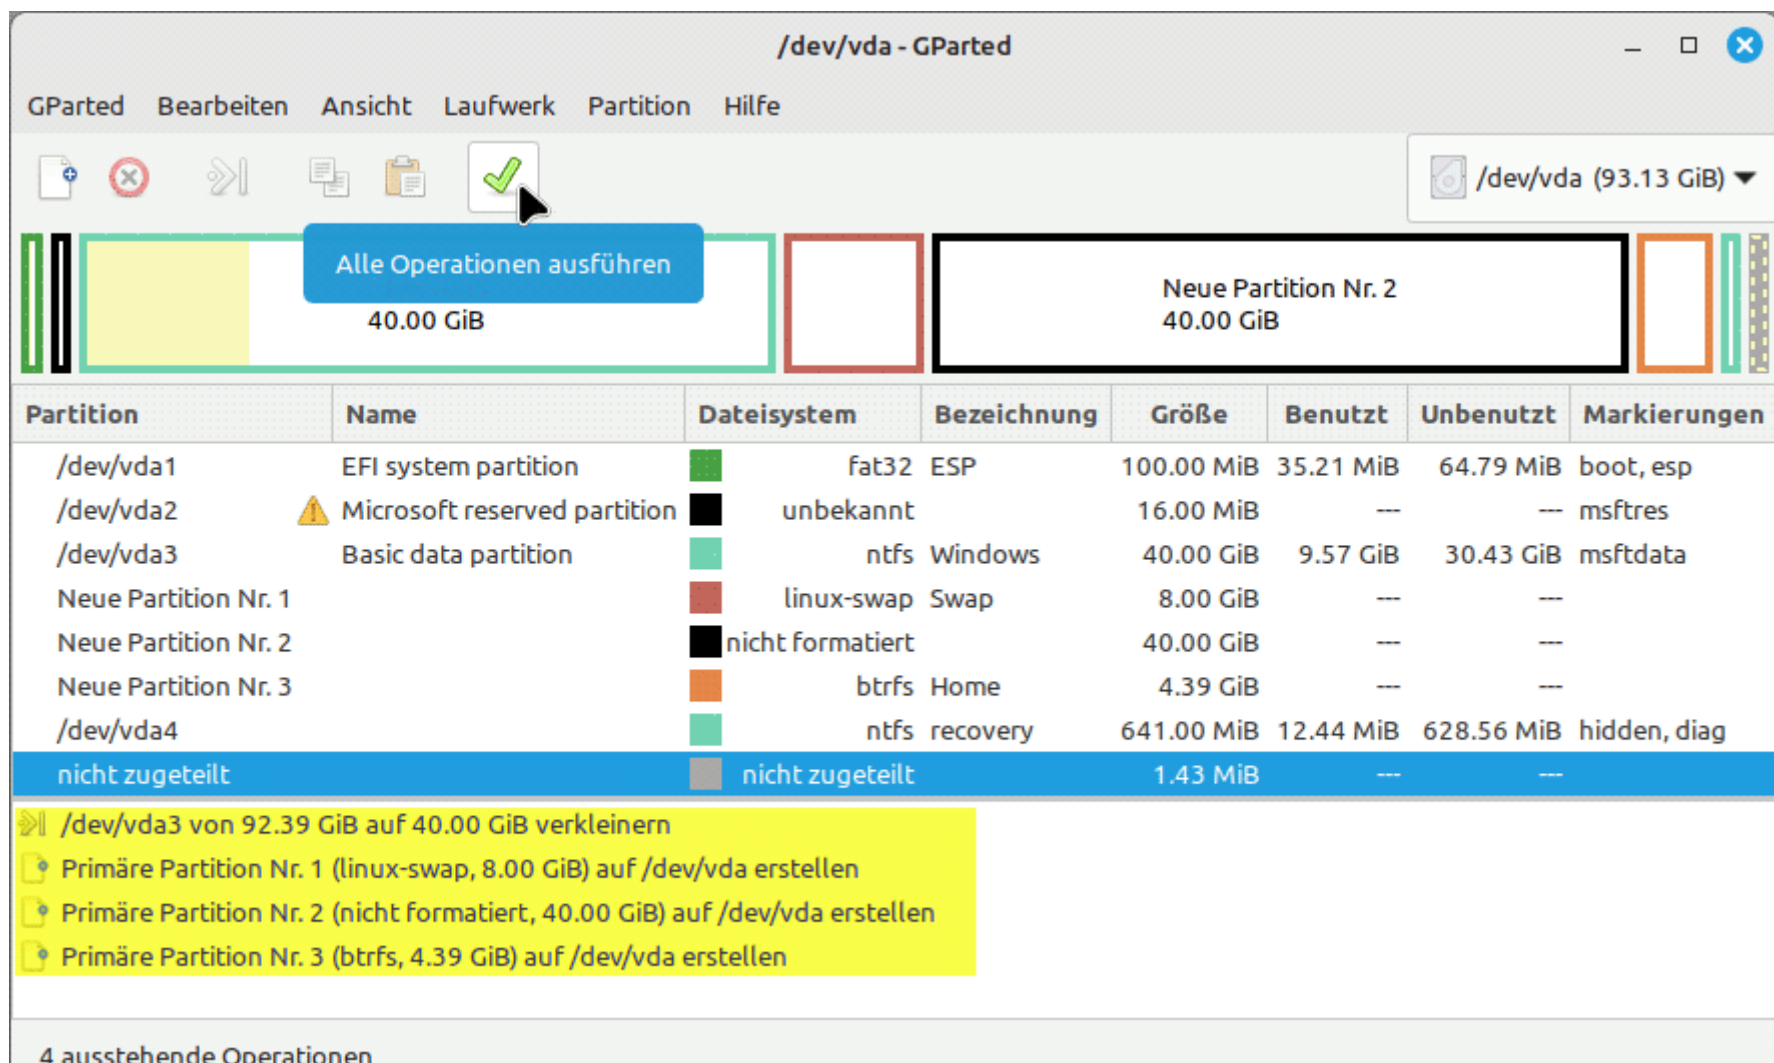 /dev/vda - GParted
GParted Bearbeiten Ansicht Laufwerk Partition Hilfe
/dev/vda (93.13 GiB)
Alle Operationen ausführen
40.00 GiB
Neue Partition Nr. 2
40.00 GiB
Partition Name Dateisystem Bezeichnung Größe Benutzt Unbenutzt Markierungen
/dev/vda1 EFI system partition fat32 ESP 100.00 MiB 35.21 MiB 64.79 MiB boot, esp
/dev/vda2 Microsoft reserved partition unbekannt 16.00 MiB --- --- msftres
/dev/vda3 Basic data partition ntfs Windows 40.00 GiB 9.57 GiB 30.43 GiB msftdata
Neue Partition Nr. 1 linux-swap Swap 8.00 GiB --- ---
Neue Partition Nr. 2 nicht formatiert 40.00 GiB --- ---
Neue Partition Nr. 3 btrfs Home 4.39 GiB --- ---
/dev/vda4 ntfs recovery 641.00 MiB 12.44 MiB 628.56 MiB hidden, diag
nicht zugeteilt nicht zugeteilt 1.43 MiB --- ---
/dev/vda3 von 92.39 GiB auf 40.00 GiB verkleinern
Primäre Partition Nr. 1 (linux-swap, 8.00 GiB) auf /dev/vda erstellen
Primäre Partition Nr. 2 (nicht formatiert, 40.00 GiB) auf /dev/vda erstellen
Primäre Partition Nr. 3 (btrfs, 4.39 GiB) auf /dev/vda erstellen
4 ausstehende Operationen